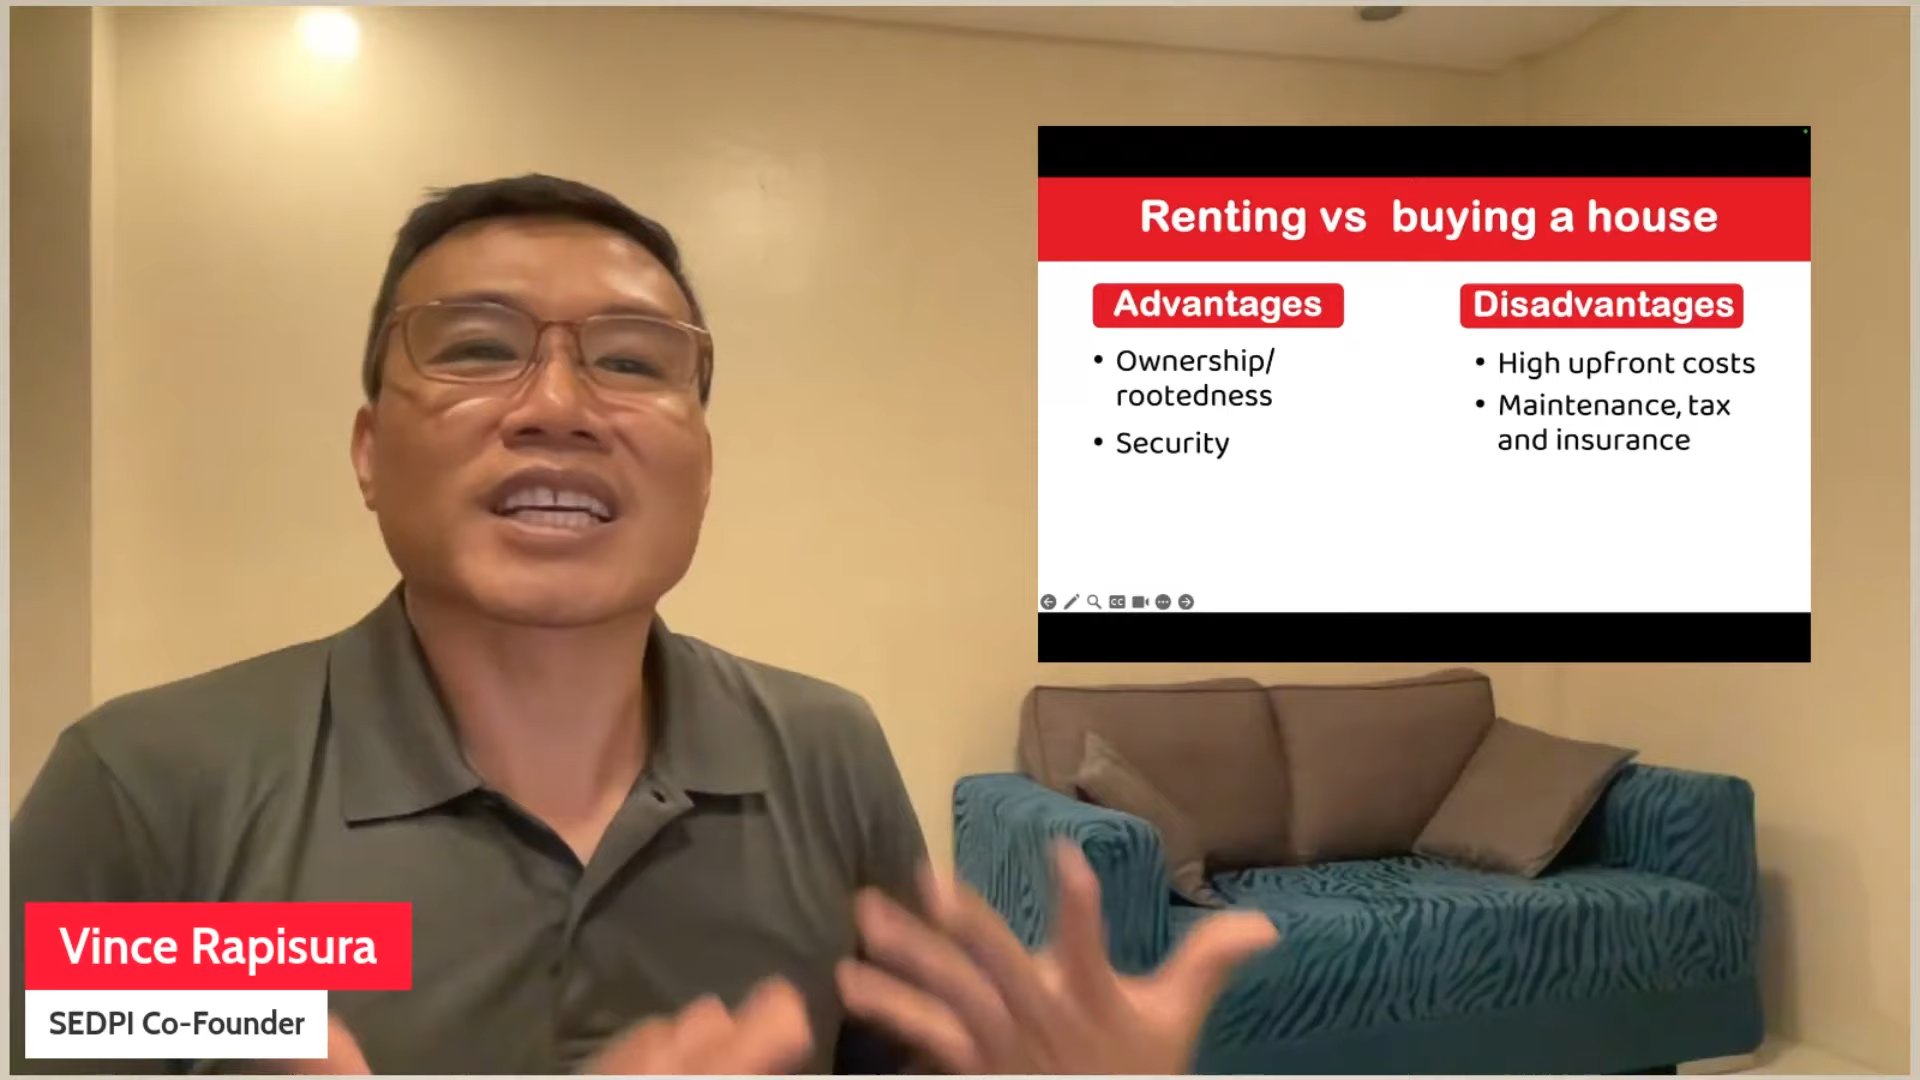 Renting vs buying a house
Advantages
• Ownership/
rootedness
• Security
Disadvantages
• High upfront costs
• Maintenance, tax
and insurance
CC
Vince Rapisura
SEDPI Co-Founder